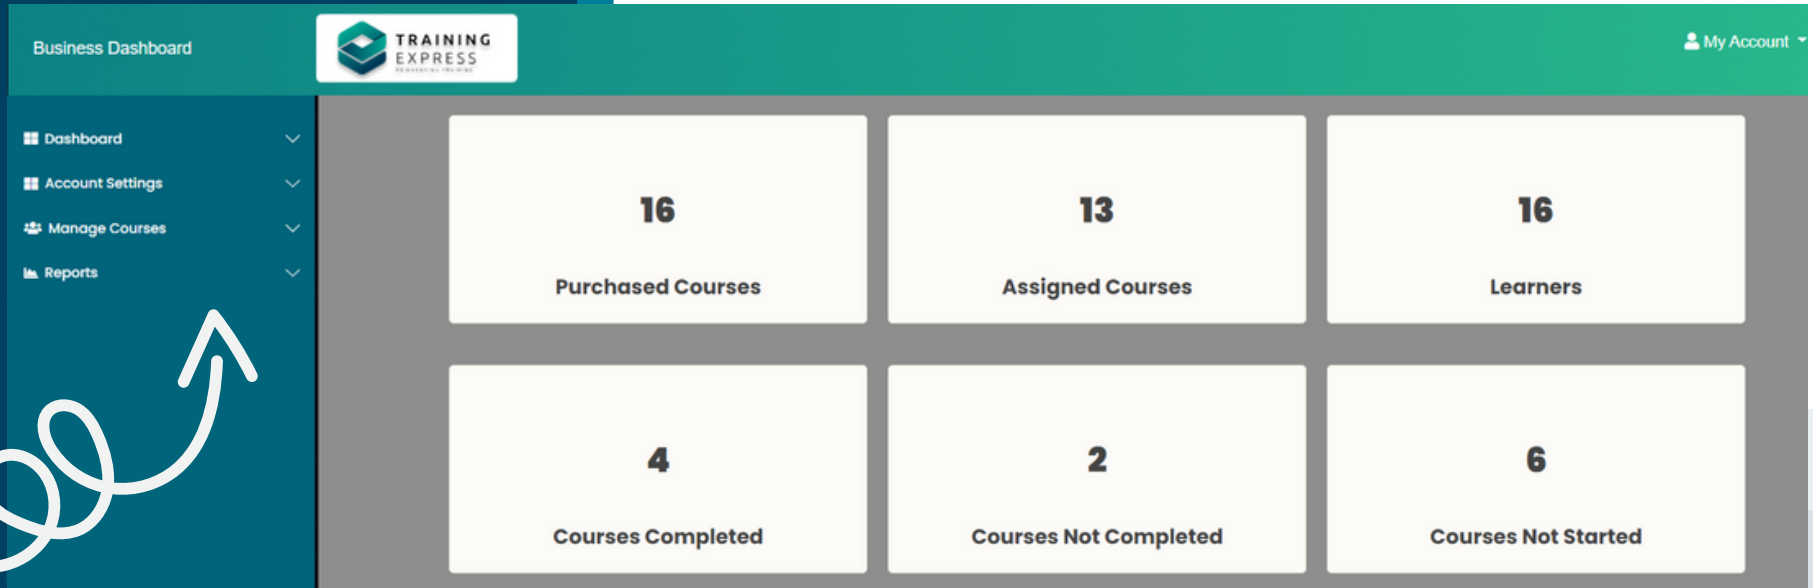 Business Dashboard
TRAINING
EXPRESS
My Account
Dashboard
Account Settings
Manage Courses
Reports
16
13
16
Purchased Courses
Assigned Courses
Learners
4
2
6
Courses Completed
Courses Not Completed
Courses Not Started